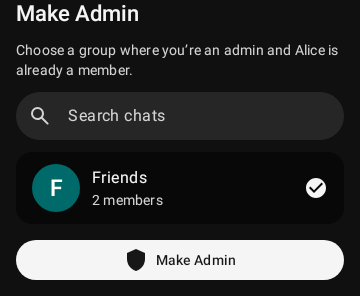 Make Admin
Choose a group where you’re an admin and Alice is
already a member.
Search chats
F
Friends
2 members
Make Admin